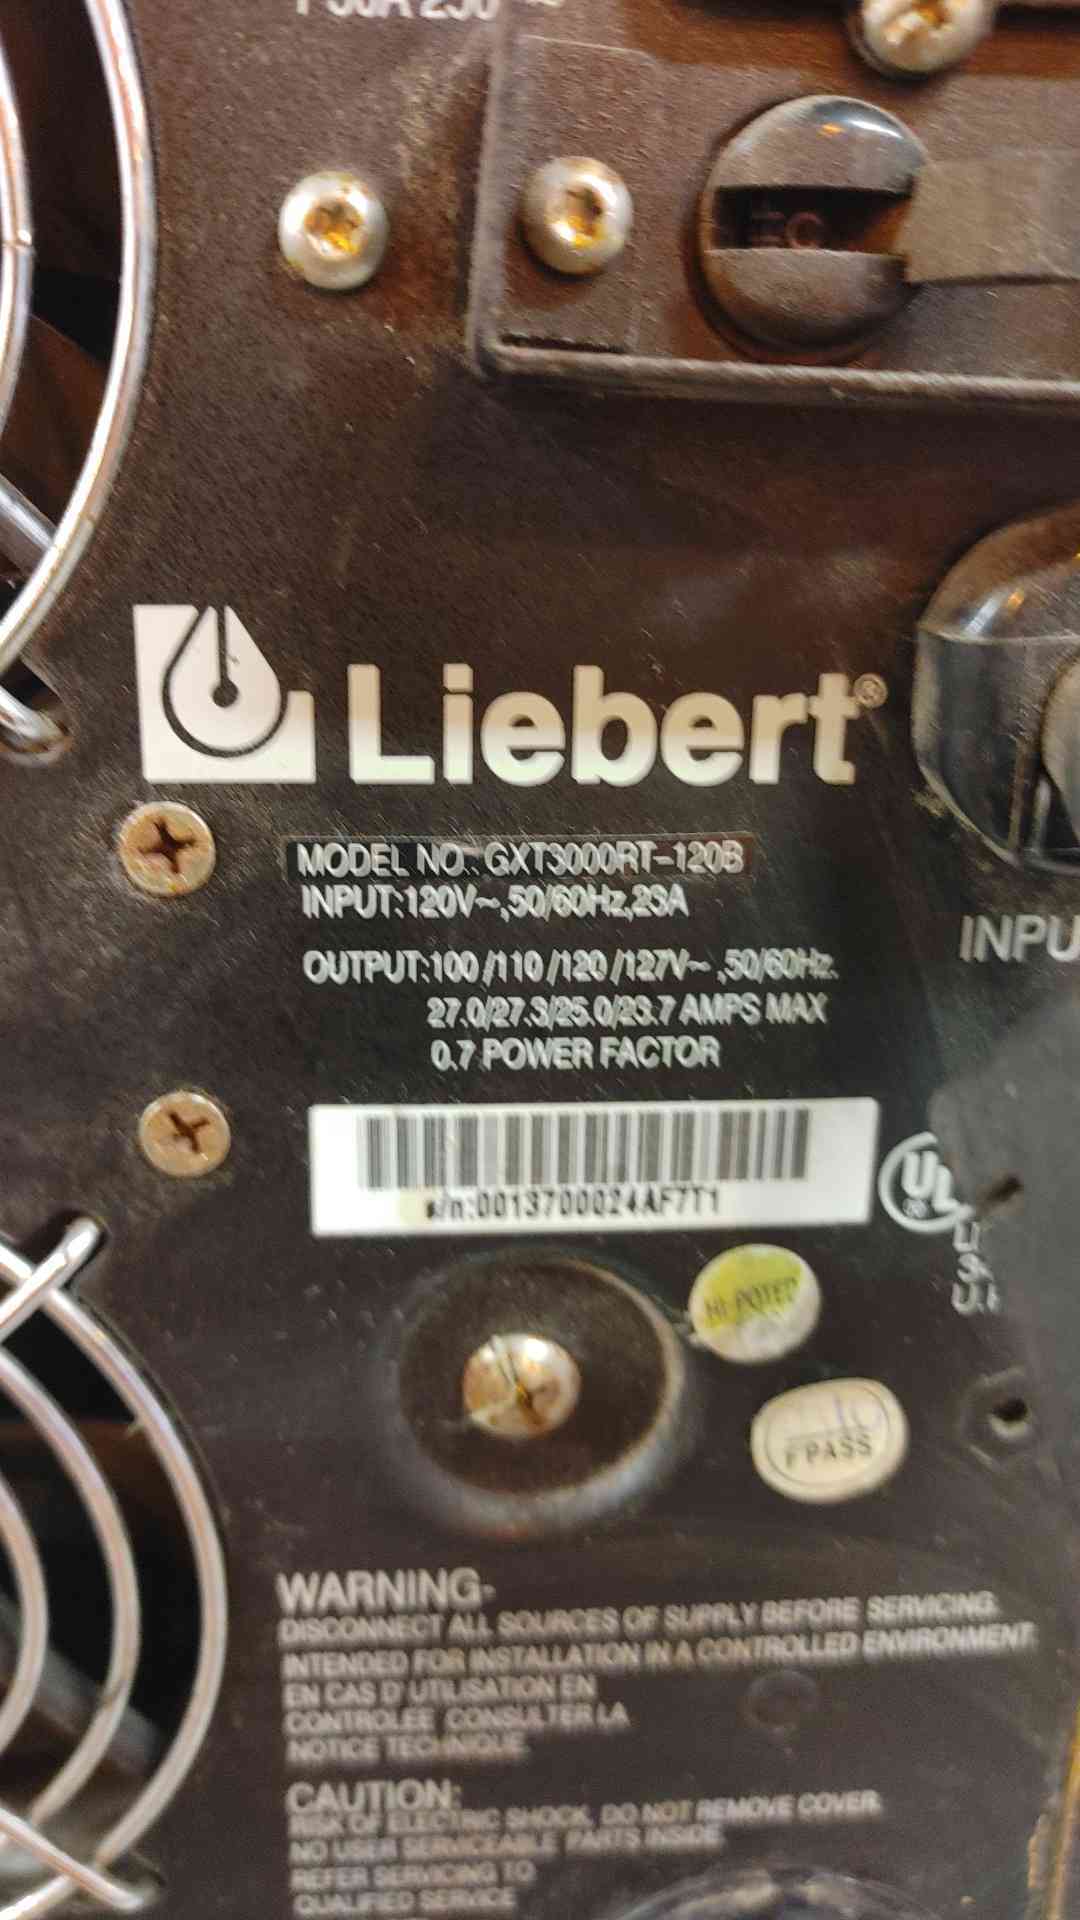 Liebert®
MODEL NO.: GXT3000RT-120B
INPUT:120V~,50/60Hz,23A
OUTPUT:100/110/120/127V~,50/60Hz.
27.0/27.3/25.0/23.7 AMPS MAX
0.7 POWER FACTOR
INPU
s/n:0013700024AF7T1
UL
HI-POTED
PASS
WARNING-
DISCONNECT ALL SOURCES OF SUPPLY BEFORE SERVICING.
INTENDED FOR INSTALLATION IN A CONTROLLED ENVIRONMENT.
EN CAS D'UTILISATION EN
CONTROLEE CONSULTER LA
NOTICE TECHNIQUE.
CAUTION:
RISK OF ELECTRIC SHOCK, DO NOT REMOVE COVER.
NO USER SERVICEABLE PARTS INSIDE.
REFER SERVICING TO
QUALIFIED SERVICE